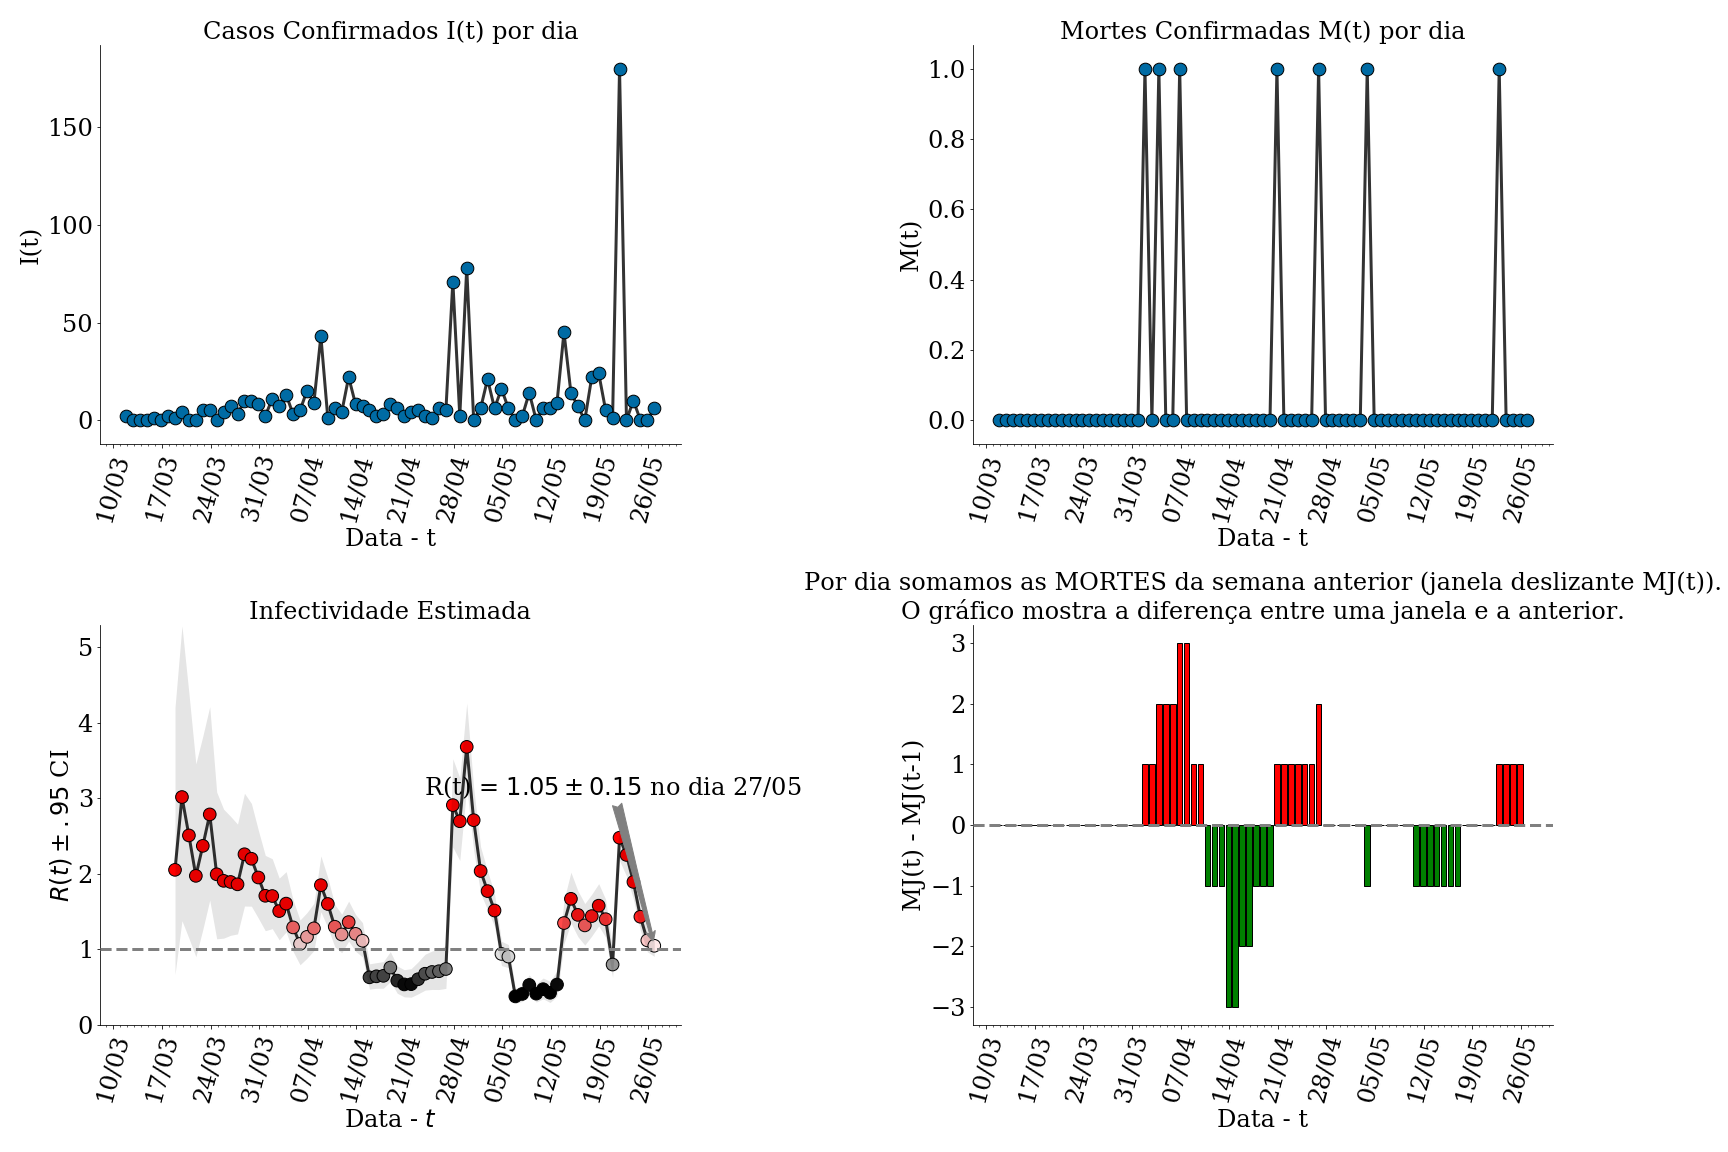 Casos Confirmados I(t) por dia
I(t)
150
100
50
0
10/03 17/03 24/03 31/03 07/04 14/04 21/04 28/04 05/05 12/05 19/05 26/05
Data - t
Mortes Confirmadas M(t) por dia
M(t)
1.0
0.8
0.6
0.4
0.2
0.0
10/03 17/03 24/03 31/03 07/04 14/04 21/04 28/04 05/05 12/05 19/05 26/05
Data - t
Infectividade Estimada
R(t) ± .95 CI
5
4
3
2
1
0
R(t) = 1.05 ± 0.15 no dia 27/05
10/03 17/03 24/03 31/03 07/04 14/04 21/04 28/04 05/05 12/05 19/05 26/05
Data - t
Por dia somamos as MORTES da semana anterior (janela deslizante MJ(t)).
O gráfico mostra a diferença entre uma janela e a anterior.
MJ(t) - MJ(t-1)
3
2
1
0
−1
−2
−3
10/03 17/03 24/03 31/03 07/04 14/04 21/04 28/04 05/05 12/05 19/05 26/05
Data - t